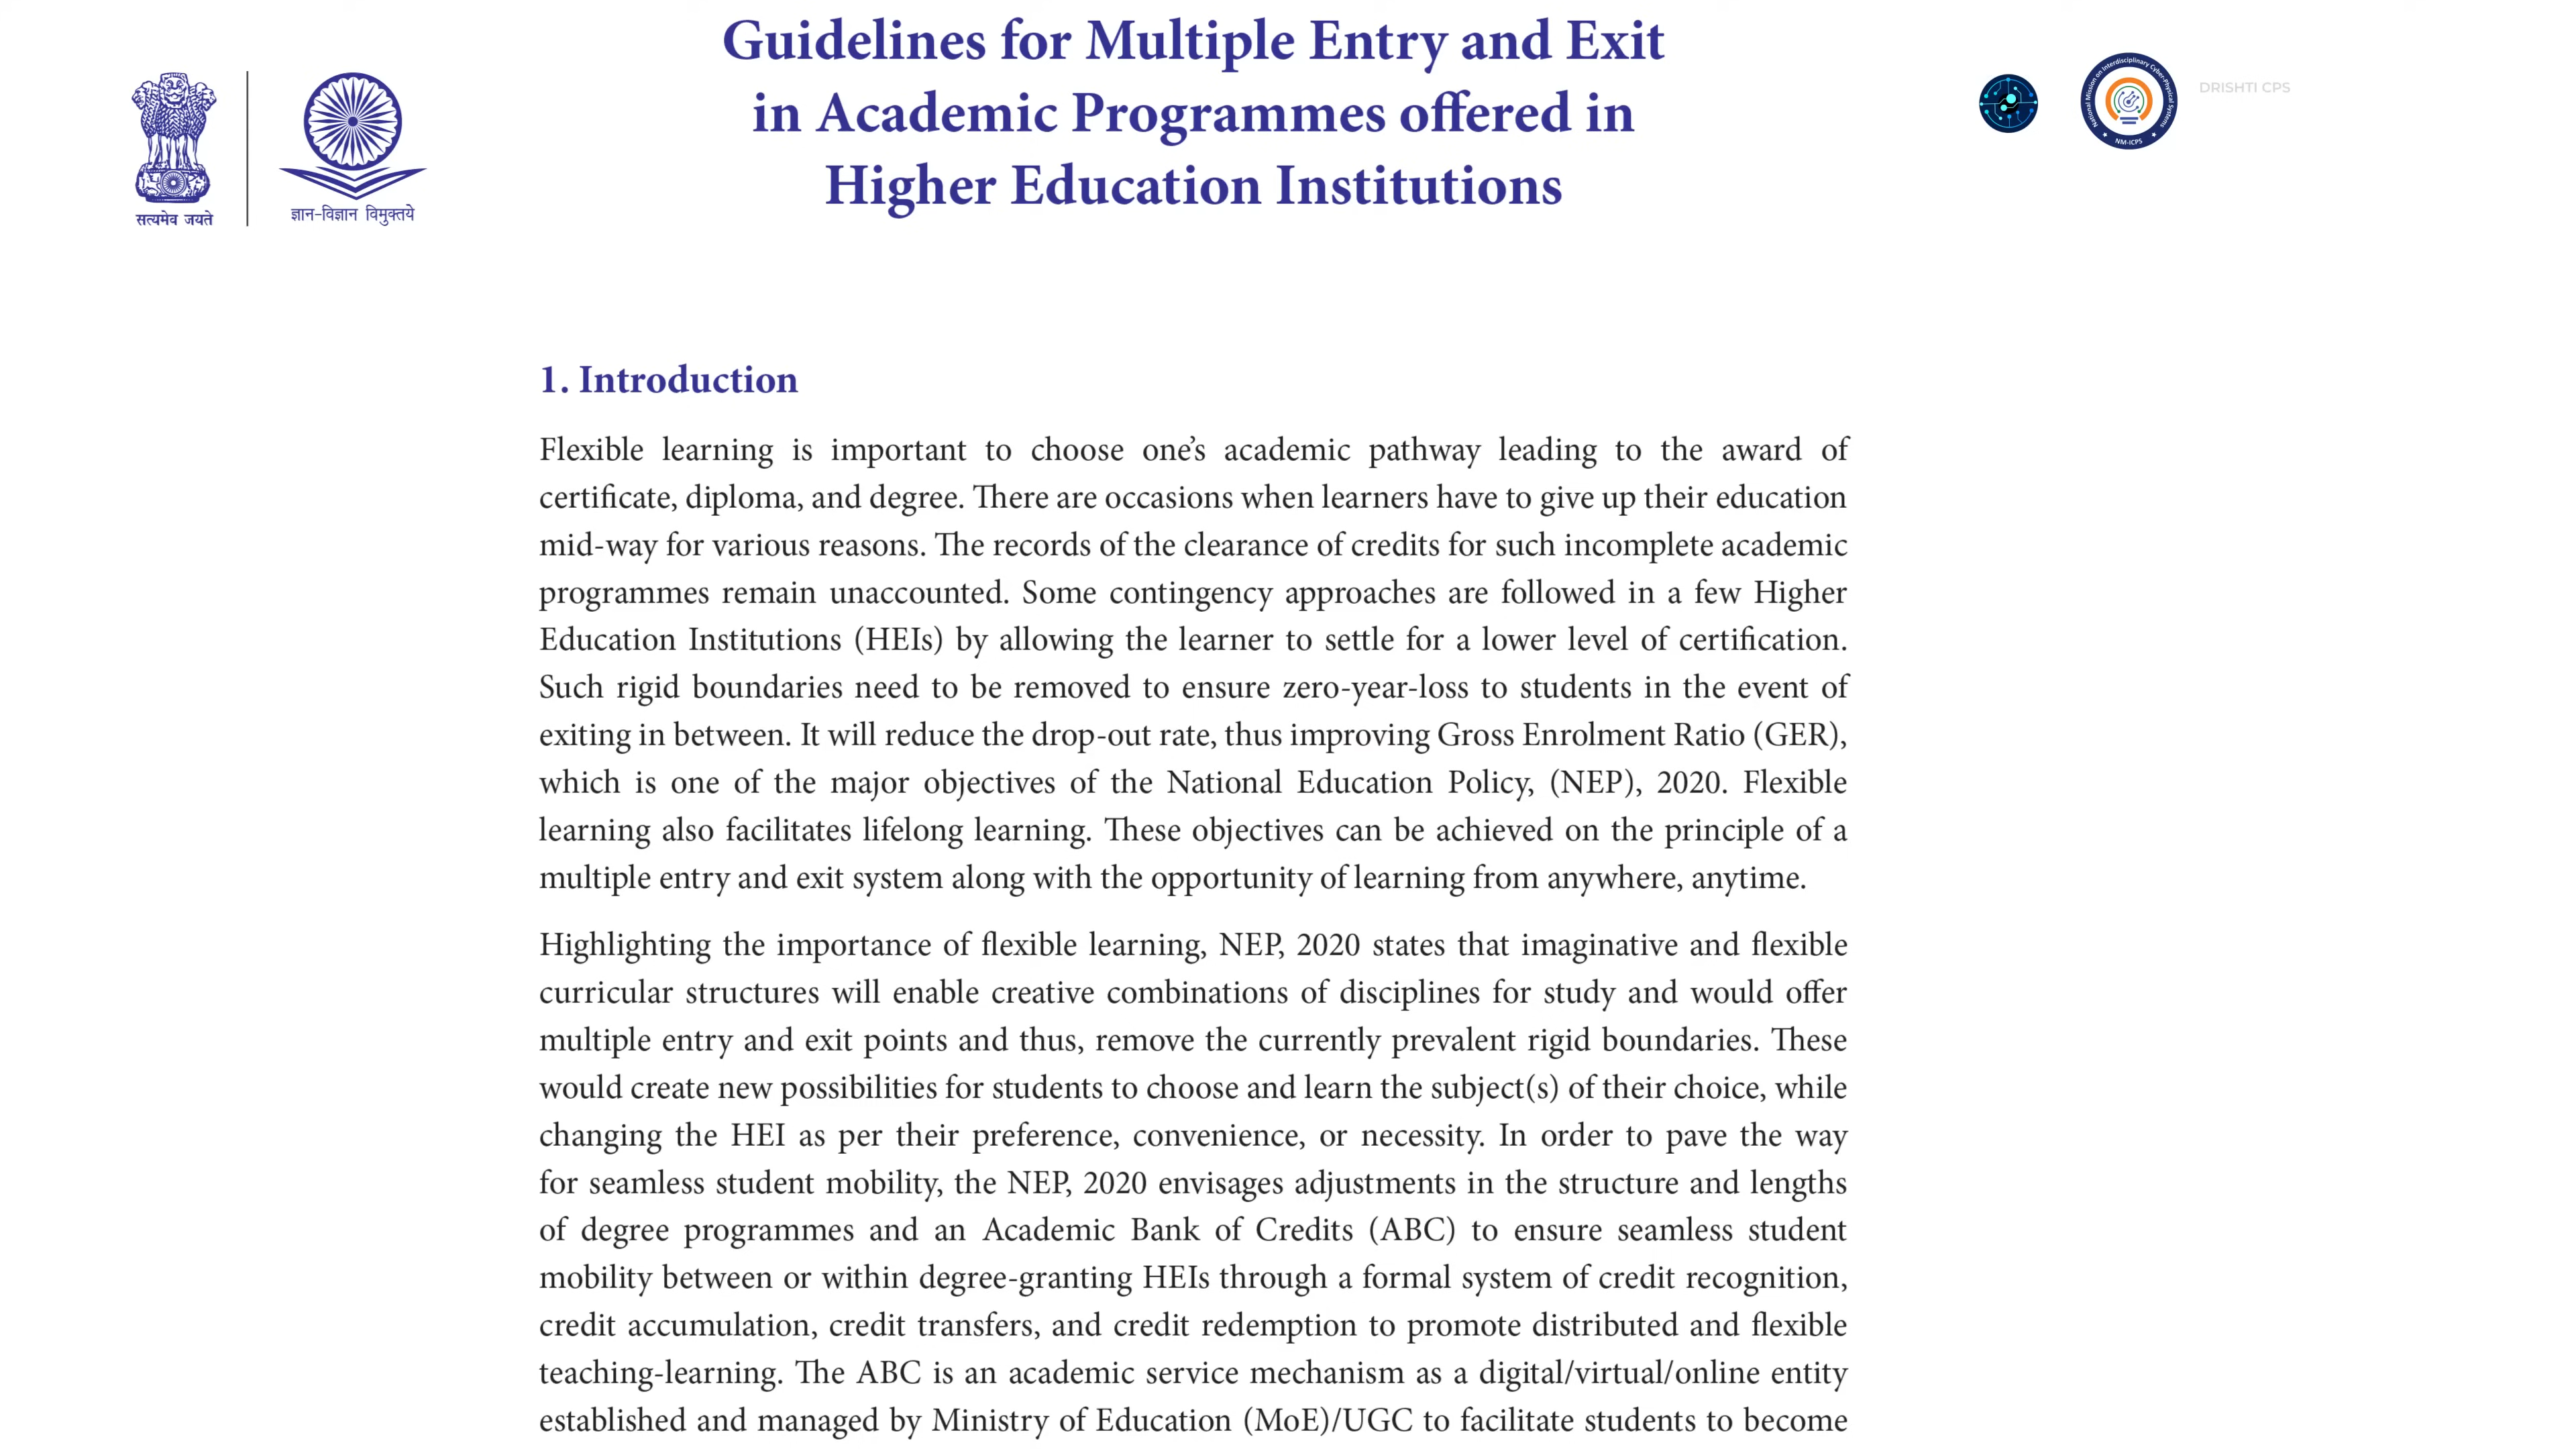 Guidelines for Multiple Entry and Exit
in Academic Programmes offered in
Higher Education Institutions
सत्यमेव जयते
ज्ञान-विज्ञान विमुक्तये
National Mission on Interdisciplinary Cyber-Physical Systems
NM-ICPS
DRISHTI CPS
1. Introduction
Flexible learning is important to choose one’s academic pathway leading to the award of
certificate, diploma, and degree. There are occasions when learners have to give up their education
mid-way for various reasons. The records of the clearance of credits for such incomplete academic
programmes remain unaccounted. Some contingency approaches are followed in a few Higher
Education Institutions (HEIs) by allowing the learner to settle for a lower level of certification.
Such rigid boundaries need to be removed to ensure zero-year-loss to students in the event of
exiting in between. It will reduce the drop-out rate, thus improving Gross Enrolment Ratio (GER),
which is one of the major objectives of the National Education Policy, (NEP), 2020. Flexible
learning also facilitates lifelong learning. These objectives can be achieved on the principle of a
multiple entry and exit system along with the opportunity of learning from anywhere, anytime.
Highlighting the importance of flexible learning, NEP, 2020 states that imaginative and flexible
curricular structures will enable creative combinations of disciplines for study and would offer
multiple entry and exit points and thus, remove the currently prevalent rigid boundaries. These
would create new possibilities for students to choose and learn the subject(s) of their choice, while
changing the HEI as per their preference, convenience, or necessity. In order to pave the way
for seamless student mobility, the NEP, 2020 envisages adjustments in the structure and lengths
of degree programmes and an Academic Bank of Credits (ABC) to ensure seamless student
mobility between or within degree-granting HEIs through a formal system of credit recognition,
credit accumulation, credit transfers, and credit redemption to promote distributed and flexible
teaching-learning. The ABC is an academic service mechanism as a digital/virtual/online entity
established and managed by Ministry of Education (MoE)/UGC to facilitate students to become